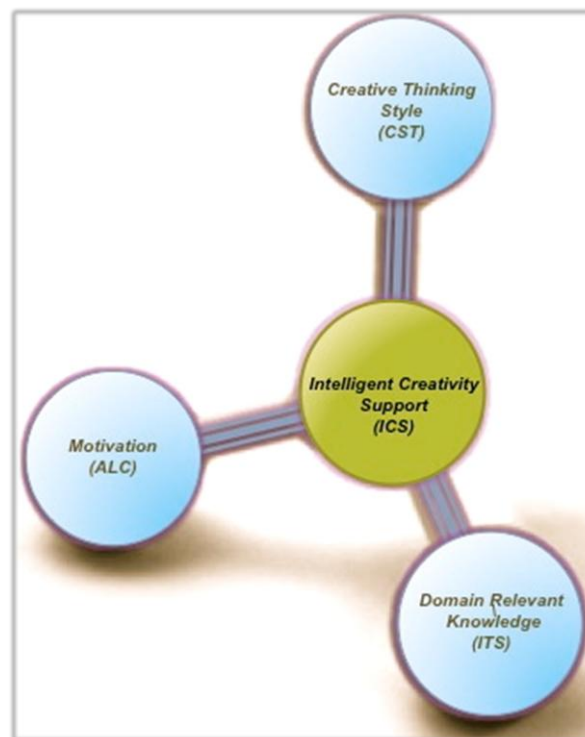 Creative Thinking
Style
(CST)
Intelligent Creativity
Support
(ICS)
Motivation
(ALC)
Domain Relevant
Knowledge
(ITS)